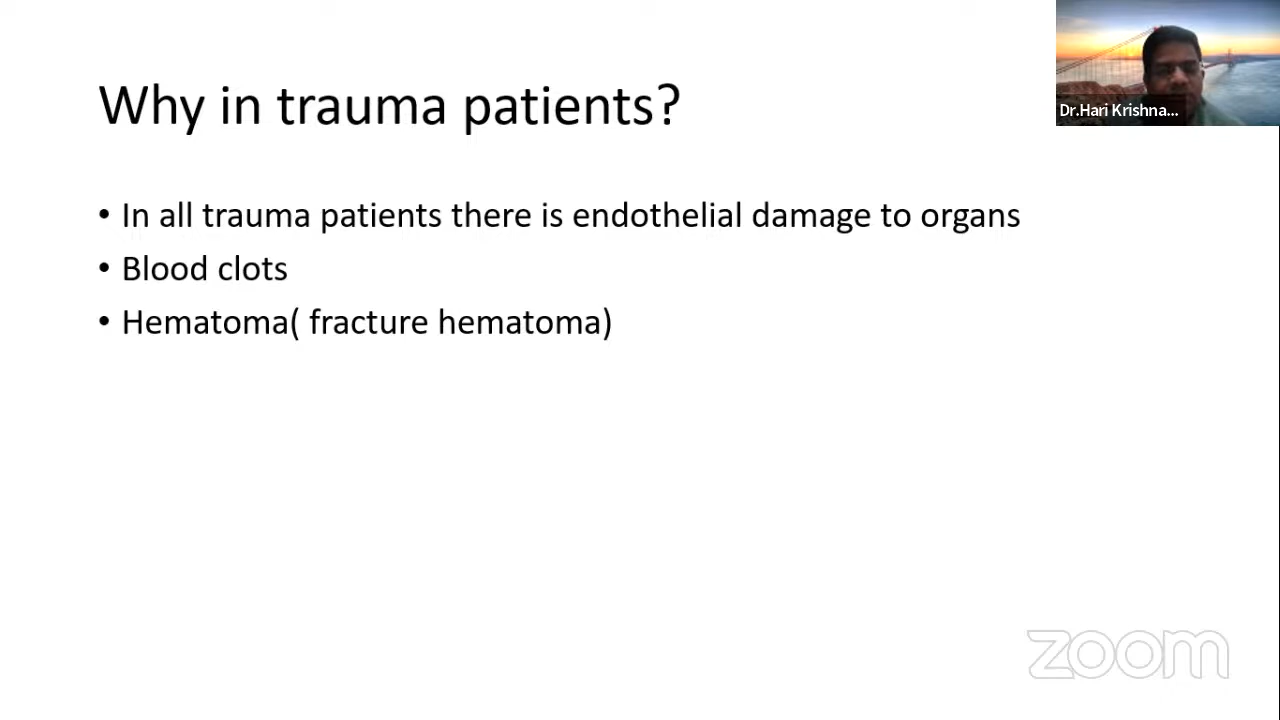 Why in trauma patients?
Dr.Hari Krishna...
• In all trauma patients there is endothelial damage to organs
• Blood clots
• Hematoma( fracture hematoma)
zoom